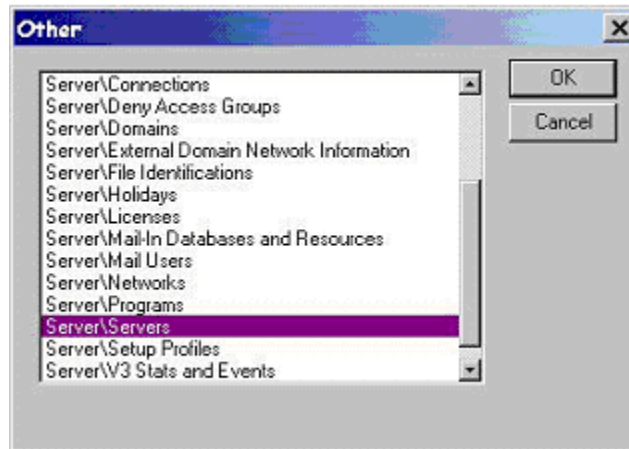 Other
Server\Connections
Server\Deny Access Groups
Server\Domains
Server\External Domain Network Information
Server\File Identifications
Server\Holidays
Server\Licenses
Server\Mail-In Databases and Resources
Server\Mail Users
Server\Networks
Server\Programs
Server\Servers
Server\Setup Profiles
Server\V3 Stats and Events
OK
Cancel